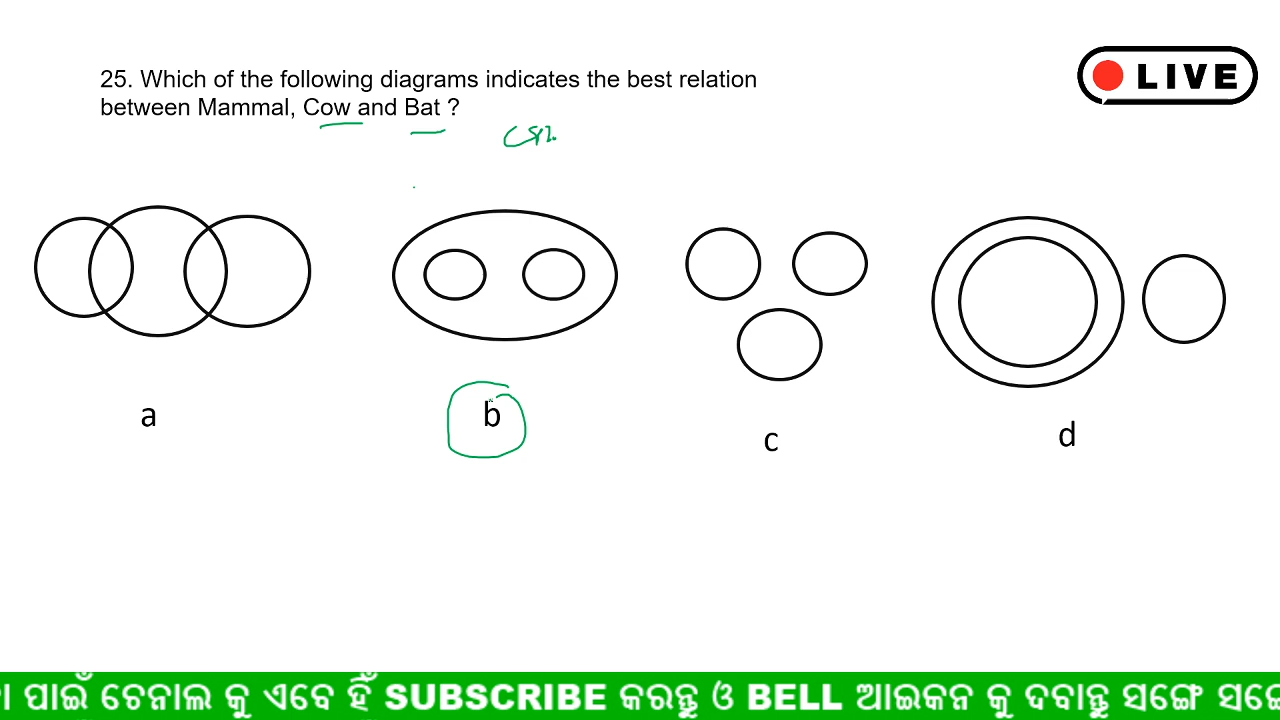 25. Which of the following diagrams indicates the best relation
between Mammal, Cow and Bat ?
LIVE
a
b
c
d
ପାଇଁ ଚେନାଲ କୁ ଏବେ ହିଁ SUBSCRIBE କରନ୍ତୁ ଓ BELL ଆଇକନ କୁ ଦବାନ୍ତୁ ସଙ୍ଗେ